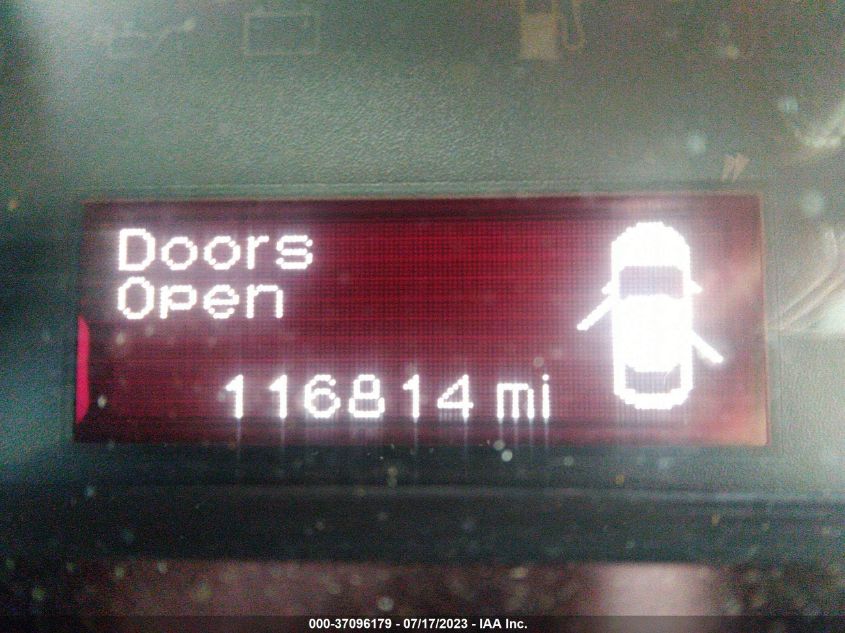 Doors
Open
116814 mi
000-37096179 - 07/17/2023 - IAA Inc.